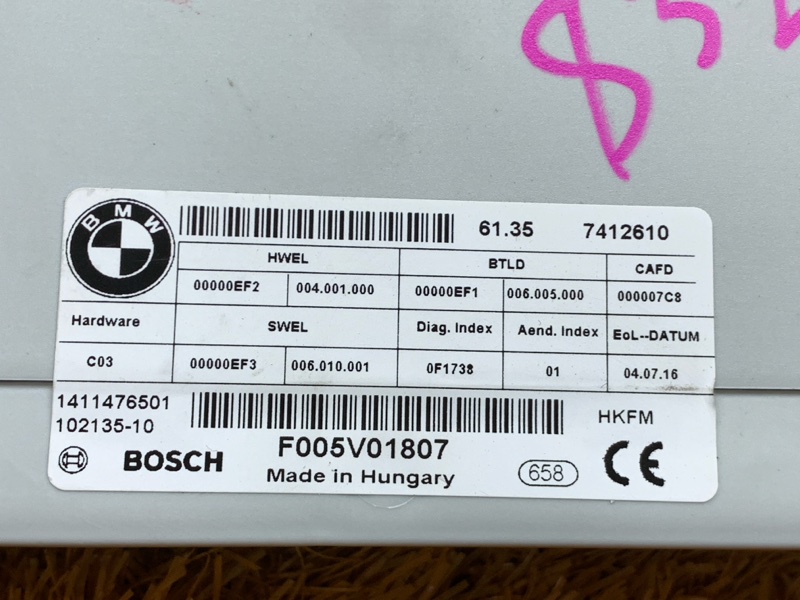 85
BMW
61.35 7412610
HWEL BTLD CAFD
00000EF2 004.001.000 00000EF1 006.005.000 000007C8
Hardware SWEL Diag. Index Aend. Index EoL--DATUM
C03 00000EF3 006.010.001 0F1738 01 04.07.16
1411476501
102135-10
HKFM
BOSCH
F005V01807
Made in Hungary
658
CE